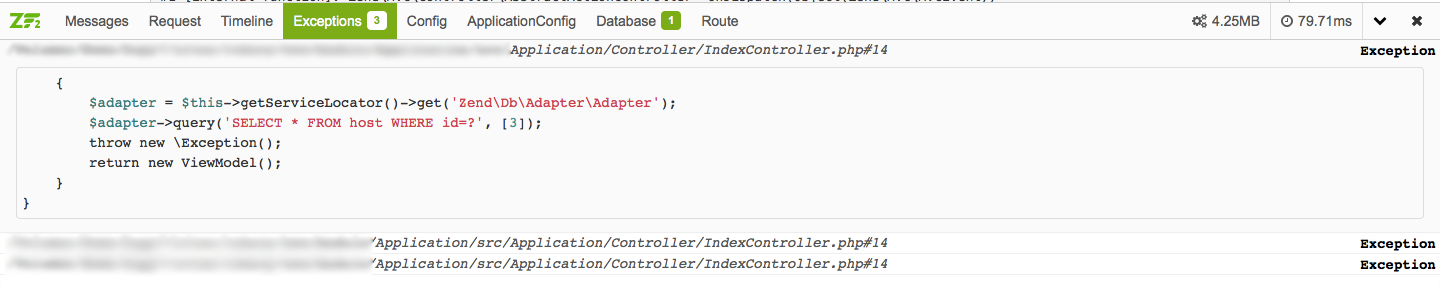 ZF2 Messages Request Timeline Exceptions 3 Config ApplicationConfig Database 1 Route 4.25MB 79.71ms
Application/Controller/IndexController.php#14 Exception
{
$adapter = $this->getServiceLocator()->get('Zend\Db\Adapter\Adapter');
$adapter->query('SELECT * FROM host WHERE id=?', [3]);
throw new \Exception();
return new ViewModel();
}
}
/Application/src/Application/Controller/IndexController.php#14 Exception
/Application/src/Application/Controller/IndexController.php#14 Exception